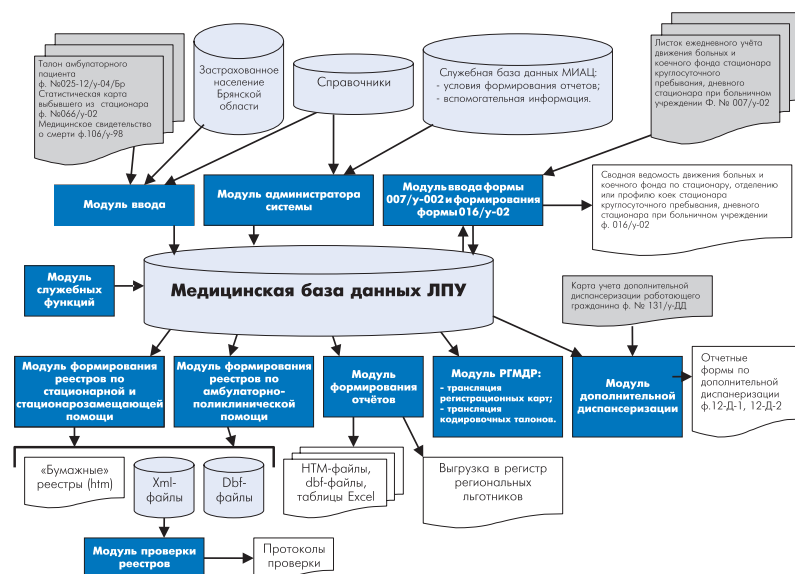 Талон амбулаторного
пациента
ф. №025-12/у-04/Бр
Статистическая карта
выбывшего из стационара
ф. №066/у-02
Медицинское свидетельство
о смерти ф.106/у-98
Застрахованное
население
Брянской
области
Справочники
Служебная база данных МИАЦ:
- условия формирования отчетов;
- вспомогательная информация.
Листок ежедневного учёта
движения больных и
коечного фонда стационара
круглосуточного
пребывания, дневного
стационара при больничном
учреждении Ф. № 007/у-02
Модуль ввода
Модуль администратора
системы
Модуль ввода формы
007/у-002 и формирования
формы 016/у-02
Сводная ведомость движения больных и
коечного фонда по стационару, отделению
или профилю коек стационара
круглосуточного пребывания, дневного
стационара при больничном учреждении
ф. 016/у-02
Модуль
служебных
функций
Медицинская база данных ЛПУ
Карта учета дополнительной
диспансеризации работающего
гражданина ф. № 131/у-ДД
Модуль формирования
реестров по
стационарной и
стационарозамещающей
помощи
Модуль формирования
реестров по
амбулаторно-
поликлинической
помощи
Модуль
формирования
отчётов
Модуль РГМДР:
- трансляция
регистрационных карт;
- трансляция
кодировочных талонов.
Модуль
дополнительной
диспансеризации
Отчетные
формы по
дополнительной
диспанеризации
ф.12-Д-1, 12-Д-2
«Бумажные»
реестры (htm)
Xml-
файлы
Dbf-
файлы
HTM-файлы,
dbf-файлы,
таблицы Excel
Выгрузка в регистр
региональных
льготников
Модуль проверки
реестров
Протоколы
проверки